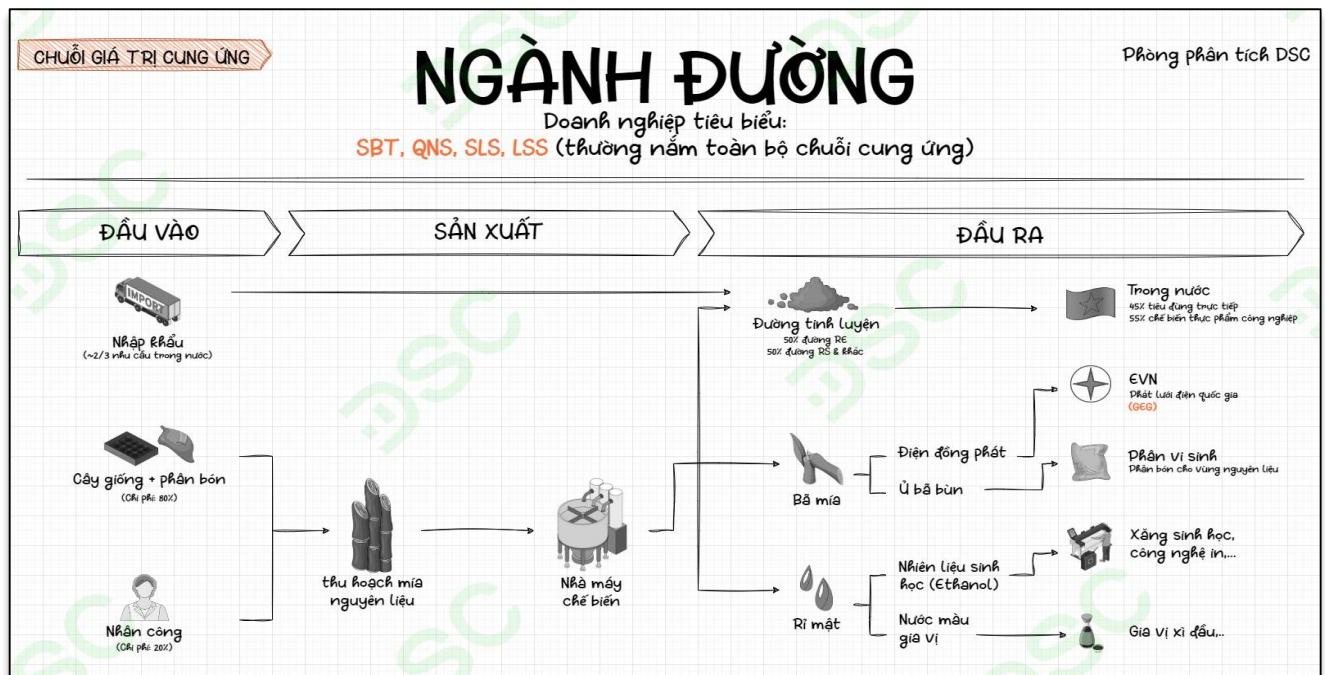 CHUỖI GIÁ TRỊ CUNG ỨNG
NGÀNH ĐƯỜNG
Phòng phân tích DSC
Doanh nghiệp tiêu biểu:
SBT, QNS, SLS, LSS (thường nắm toàn bộ chuỗi cung ứng)
ĐẦU VÀO
SẢN XUẤT
ĐẦU RA
IMPORT
Nhập khẩu
(~2/3 nhu cầu trong nước)
Cây giống + phân bón
(Chi phí: 80%)
Nhân công
(Chi phí: 20%)
thu hoạch mía
nguyên liệu
Nhà máy
chế biến
Đường tinh luyện
50% đường RE
50% đường RS & khác
Trong nước
45% tiêu dùng trực tiếp
55% chế biến thực phẩm công nghiệp
Bã mía
Điện đồng phát
Ủ bã bùn
EVN
Phát lưới điện quốc gia
(GEG)
Phân vi sinh
Phân bón cho vùng nguyên liệu
Rỉ mật
Nhiên liệu sinh
học (Ethanol)
Nước màu
gia vị
Xăng sinh học,
công nghệ in,...
Gia vị xì dầu,..
DSC
DSC
DSC
DSC
DSC